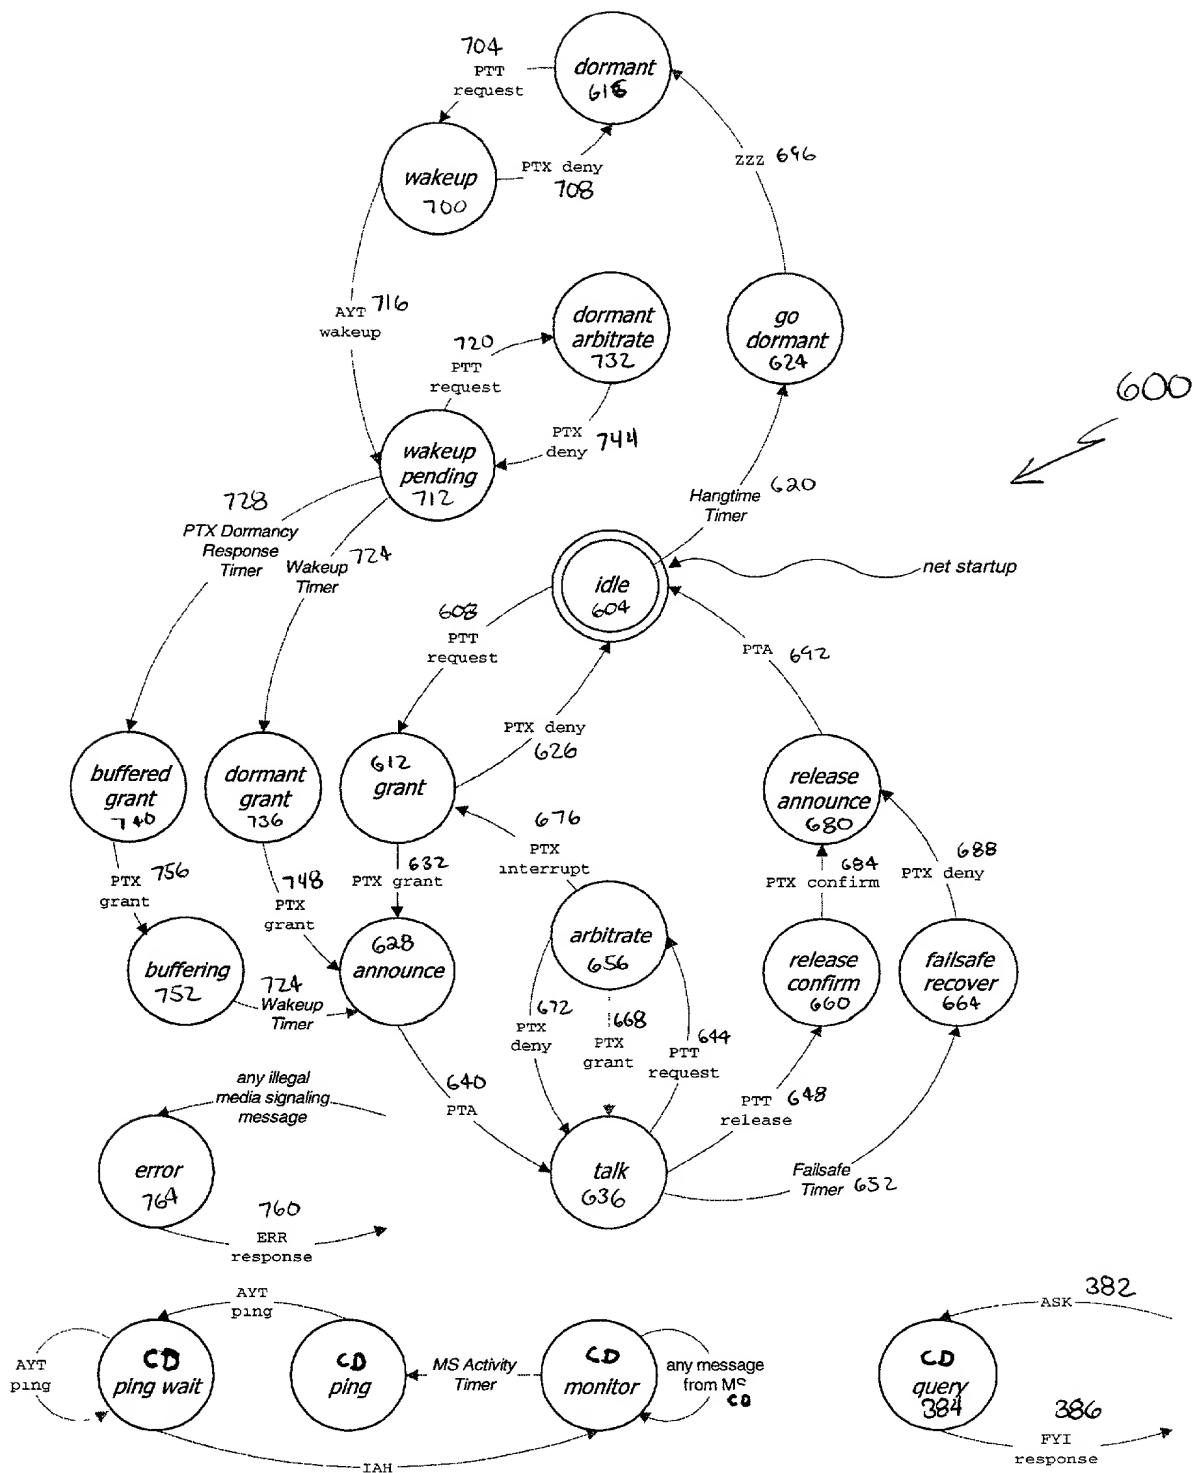 704
PTT
request
dormant
616
ZZZ 696
wakeup
700
PTX deny
708
AYT 716
wakeup
720
PTT
request
dormant
arbitrate
732
go
dormant
624
600
PTX
deny 744
wakeup
pending
712
728
PTX Dormancy
Response
Timer
Wakeup 724
Timer
Hangtime 620
Timer
idle
604
net startup
608
PTT
request
PTA 692
PTX deny
626
buffered
grant
740
dormant
grant
736
612
grant
release
announce
680
676
PTX
interrupt
PTX 756
grant
748
PTX
grant
632
PTX grant
684
PTX confirm
688
PTX deny
buffering
752
628
announce
arbitrate
656
release
confirm
660
failsafe
recover
664
724
Wakeup
Timer
672
PTX
deny
668
PTX
grant
644
PTT
request
640
PTA
PTT 648
release
any illegal
media signaling
message
error
764
talk
636
Failsafe
Timer 652
760
ERR
response
AYT
ping
382
ASK
AYT
ping
CD
ping wait
CD
ping
MS Activity
Timer
CD
monitor
any message
from MS
CD
CD
query
384
386
FYI
response
IAH